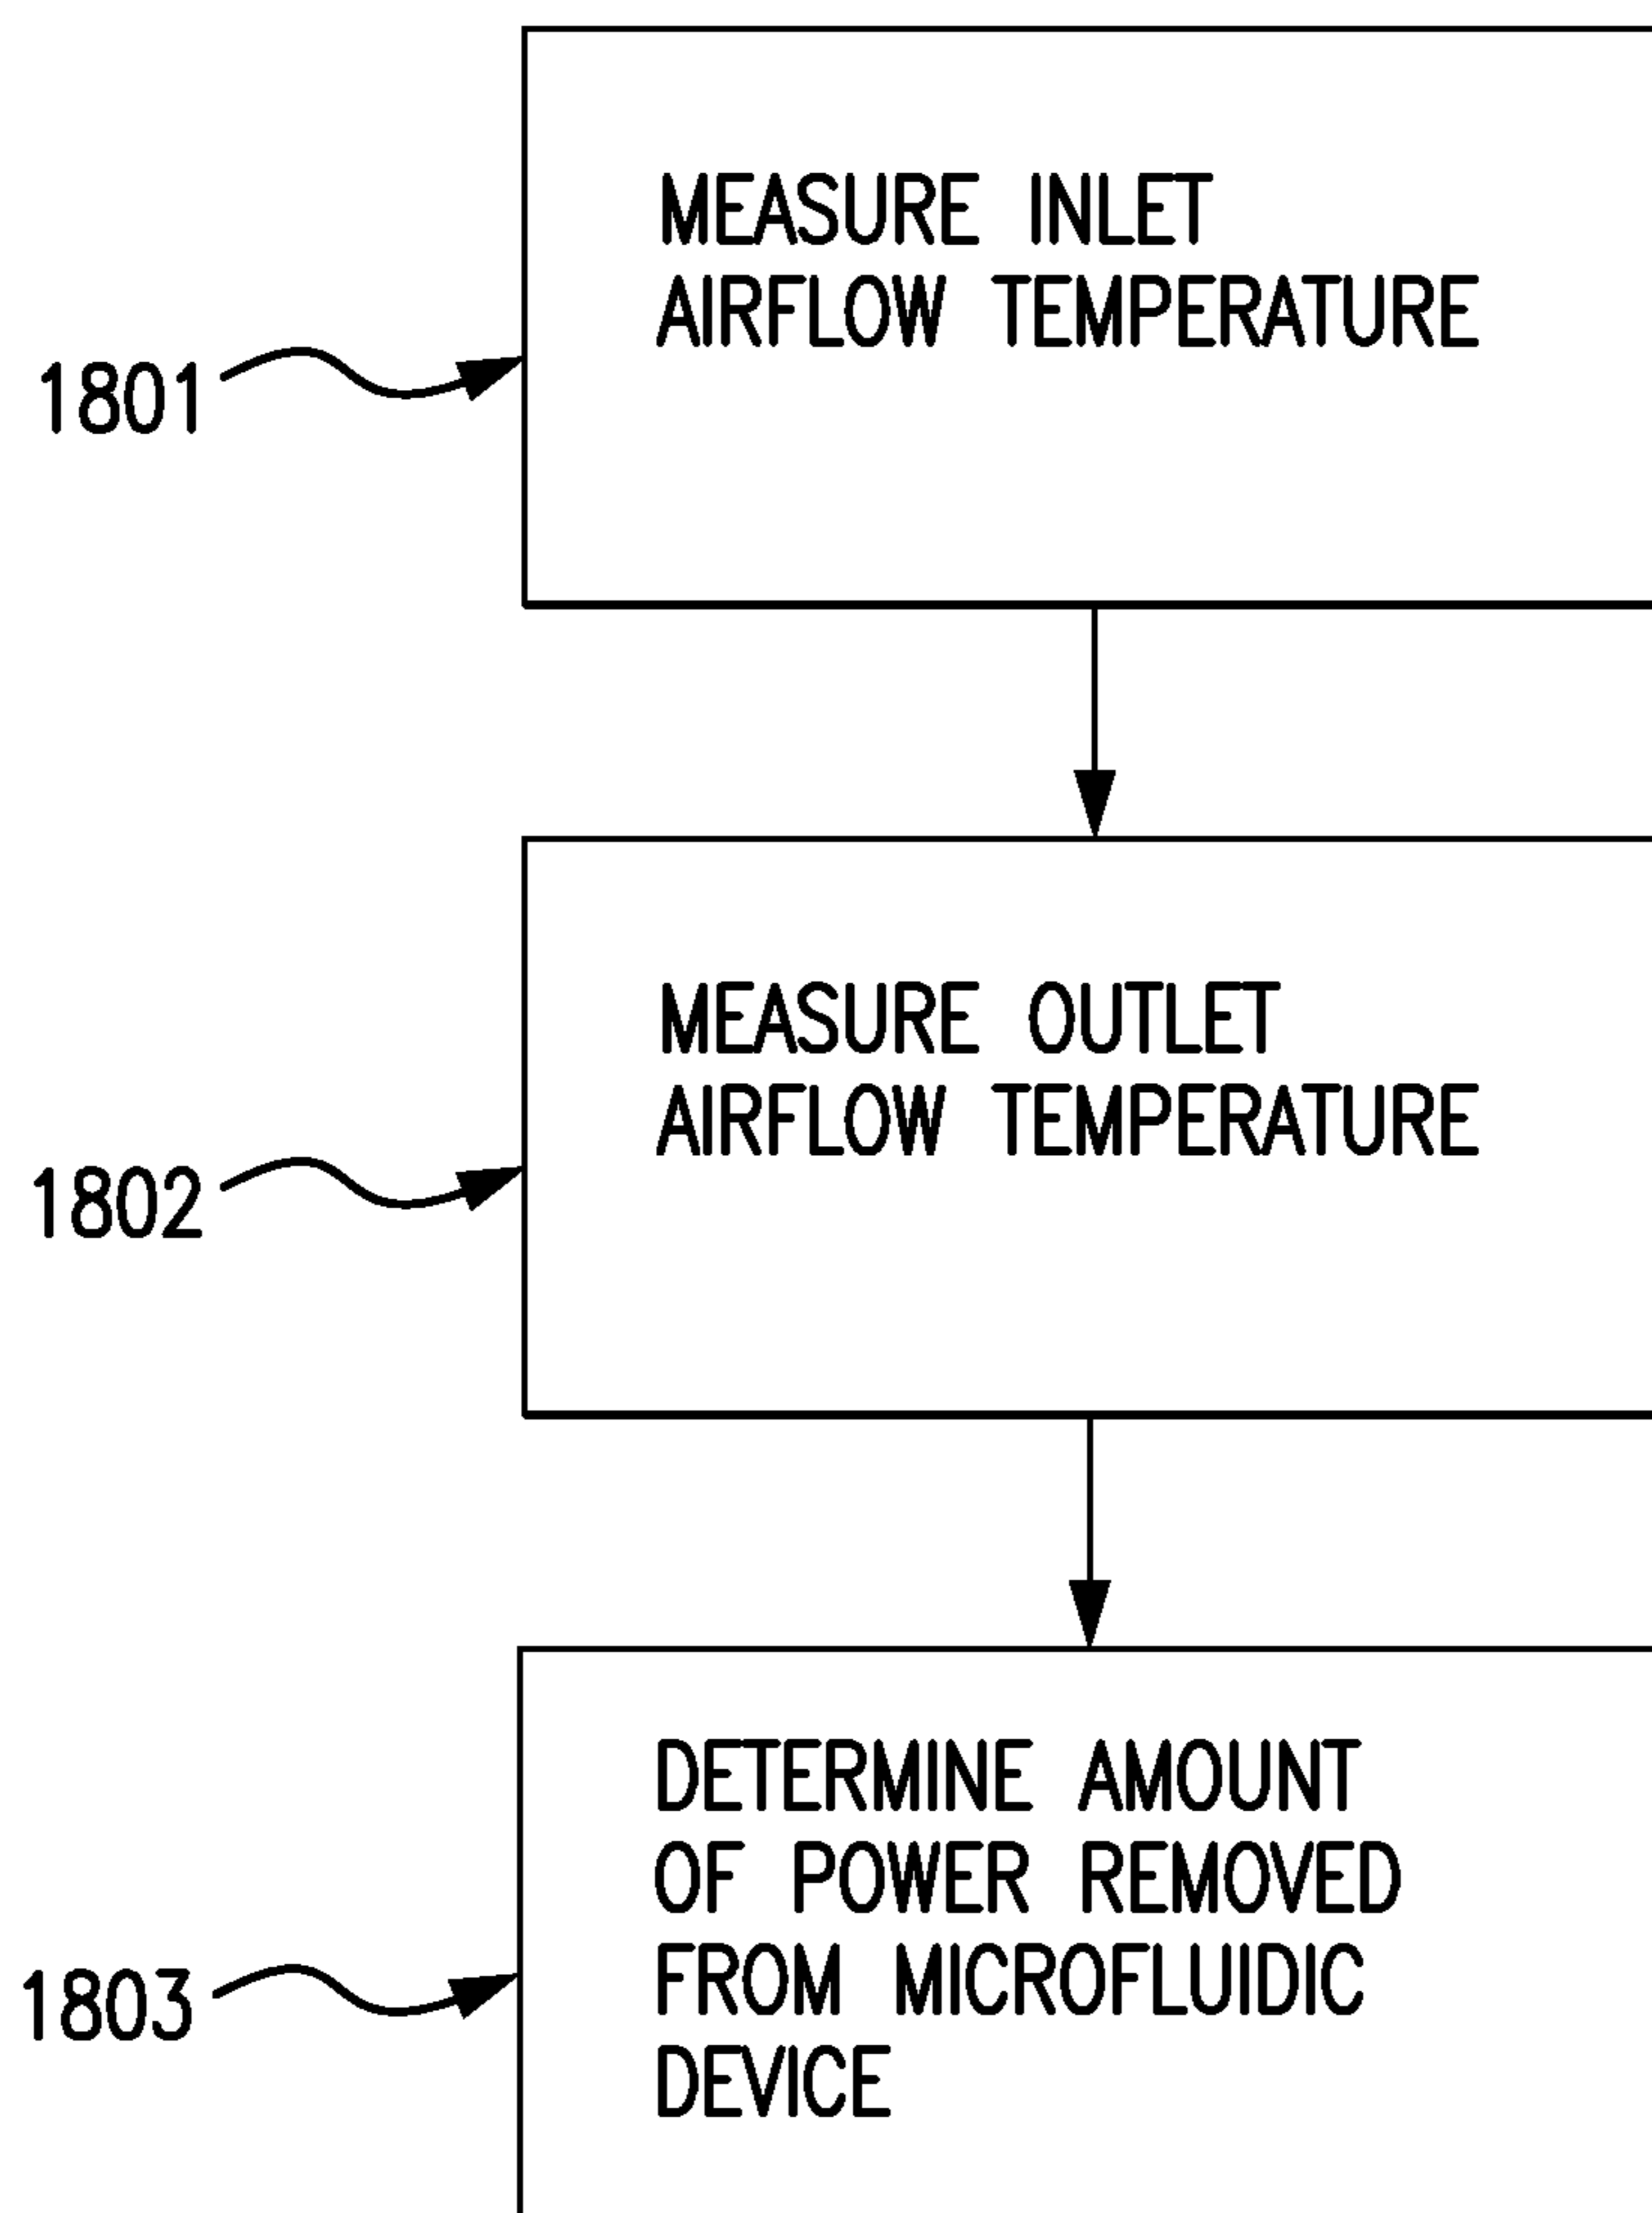 MEASURE INLET
AIRFLOW TEMPERATURE
1801
MEASURE OUTLET
AIRFLOW TEMPERATURE
1802
DETERMINE AMOUNT
OF POWER REMOVED
FROM MICROFLUIDIC
DEVICE
1803